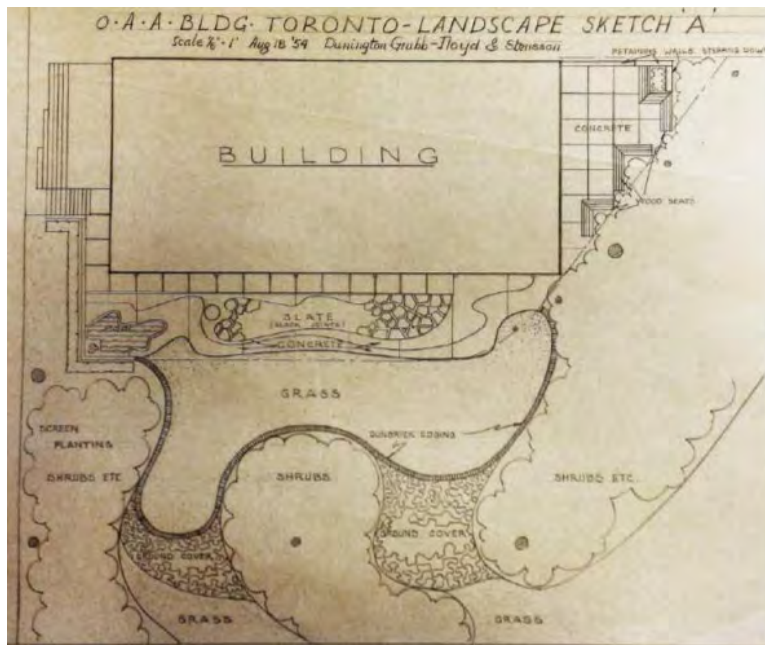 O·A·A·BLDG· TORONTO-LANDSCAPE SKETCH A
Scale ⅛"=1' Aug 18 '54 Dunington Grubb-Floyd & Stensson
RETAINING WALLS STEPPING DOWN
CONCRETE
BUILDING
WOOD SEATS
SLATE
CONCRETE
GRASS
SCREEN
PLANTING
SHRUBS ETC
SUNBRICK EDGING
SHRUBS
SHRUBS ETC.
GROUND COVER
GROUND COVER
GRASS
GRASS